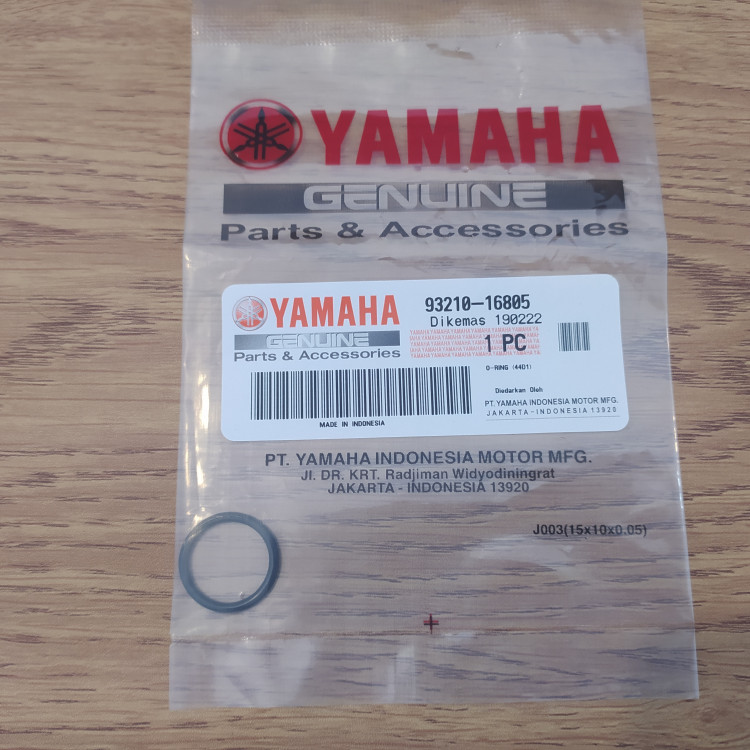 YAMAHA
GENUINE
Parts & Accessories
YAMAHA
GENUINE
Parts & Accessories
93210-16805
Dikemas 190222
1 PC
O-RING (44D1)
Diedarkan Oleh
PT. YAMAHA INDONESIA MOTOR MFG.
JAKARTA - INDONESIA 13920
MADE IN INDONESIA
PT. YAMAHA INDONESIA MOTOR MFG.
Jl. DR. KRT. Radjiman Widyodiningrat
JAKARTA - INDONESIA 13920
J003(15x10x0.05)